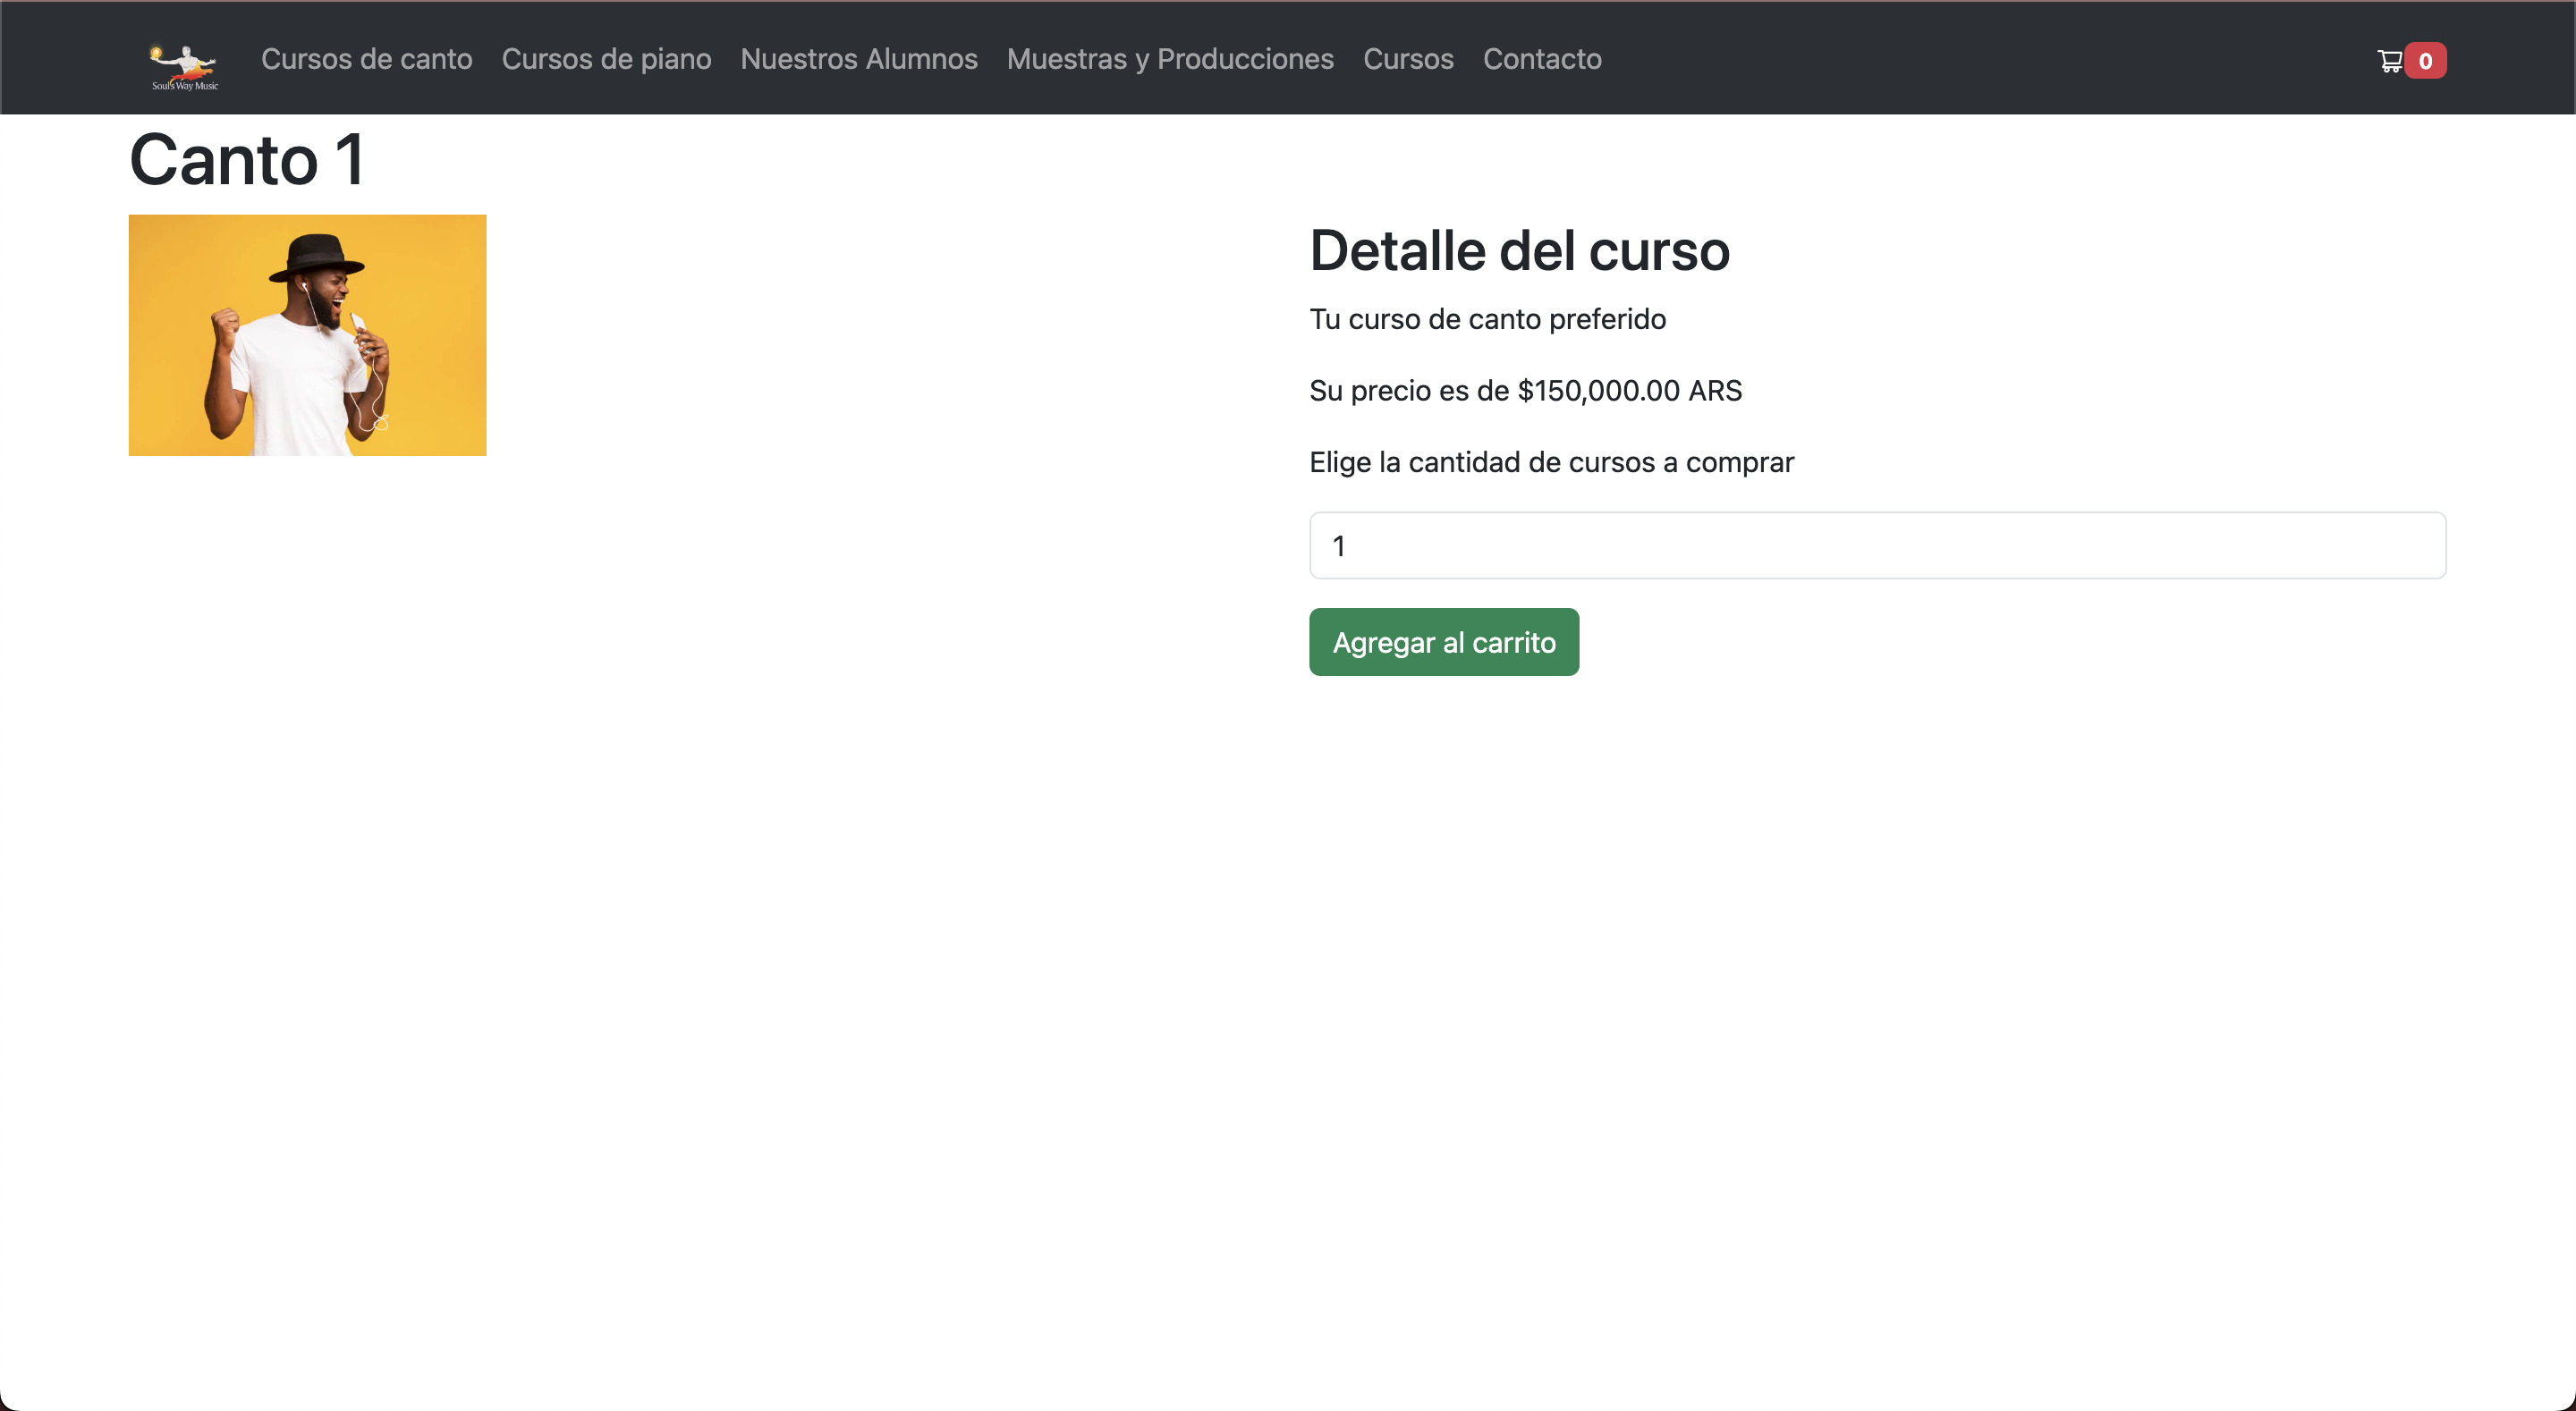 Soul's Way Music
Cursos de canto Cursos de piano Nuestros Alumnos Muestras y Producciones Cursos Contacto 0
Canto 1
Detalle del curso
Tu curso de canto preferido
Su precio es de $150,000.00 ARS
Elige la cantidad de cursos a comprar
1
Agregar al carrito